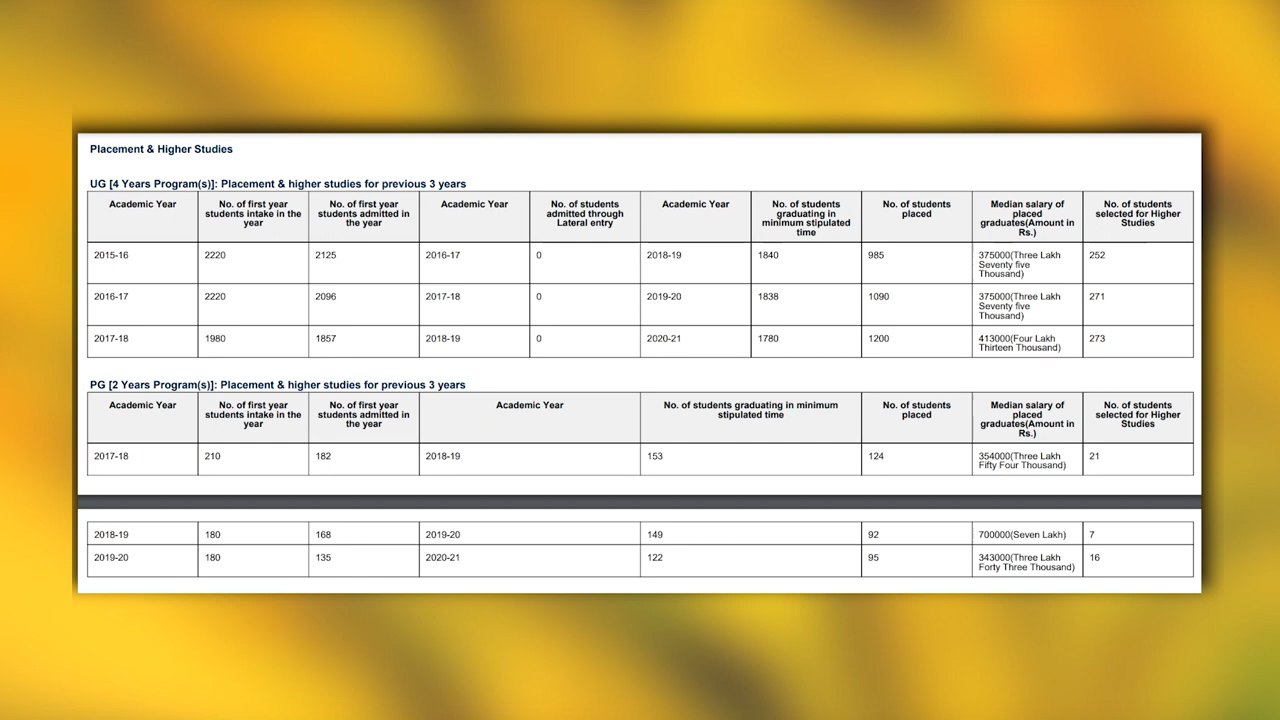 Placement & Higher Studies
UG [4 Years Program(s)]: Placement & higher studies for previous 3 years
Academic Year
No. of first year
students intake in the
year
No. of first year
students admitted in
the year
Academic Year
No. of students
admitted through
Lateral entry
Academic Year
No. of students
graduating in
minimum stipulated
time
No. of students
placed
Median salary of
placed
graduates(Amount in
Rs.)
No. of students
selected for Higher
Studies
2015-16
2220
2125
2016-17
0
2018-19
1840
985
375000(Three Lakh
Seventy five
Thousand)
252
2016-17
2220
2096
2017-18
0
2019-20
1838
1090
375000(Three Lakh
Seventy five
Thousand)
271
2017-18
1980
1857
2018-19
0
2020-21
1780
1200
413000(Four Lakh
Thirteen Thousand)
273
PG [2 Years Program(s)]: Placement & higher studies for previous 3 years
Academic Year
No. of first year
students intake in the
year
No. of first year
students admitted in
the year
Academic Year
No. of students graduating in minimum
stipulated time
No. of students
placed
Median salary of
placed
graduates(Amount in
Rs.)
No. of students
selected for Higher
Studies
2017-18
210
182
2018-19
153
124
354000(Three Lakh
Fifty Four Thousand)
21
2018-19
180
168
2019-20
149
92
700000(Seven Lakh)
7
2019-20
180
135
2020-21
122
95
343000(Three Lakh
Forty Three Thousand)
16